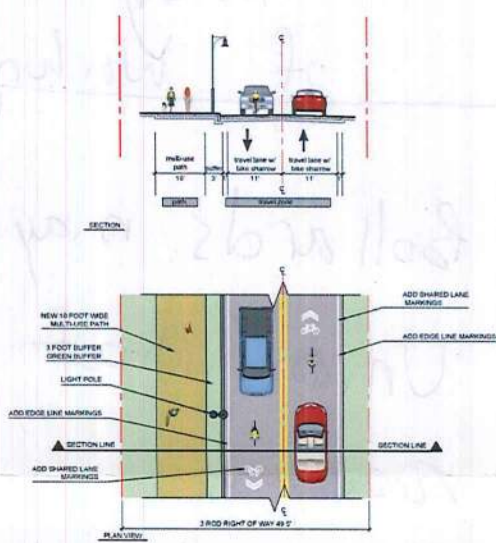 multi-use
path
10'
buffer
3'
travel lane w/
bike sharrow
11'
travel lane w/
bike sharrow
11'
1'
path
travel zone
SECTION
NEW 10 FOOT WIDE
MULTI-USE PATH
3 FOOT BUFFER
GREEN BUFFER
LIGHT POLE
ADD EDGE LINE MARKINGS
SECTION LINE
ADD SHARED LANE
MARKINGS
ADD SHARED LANE
MARKINGS
ADD EDGE LINE MARKINGS
SECTION LINE
3 ROD RIGHT OF WAY 49.5'
PLAN VIEW